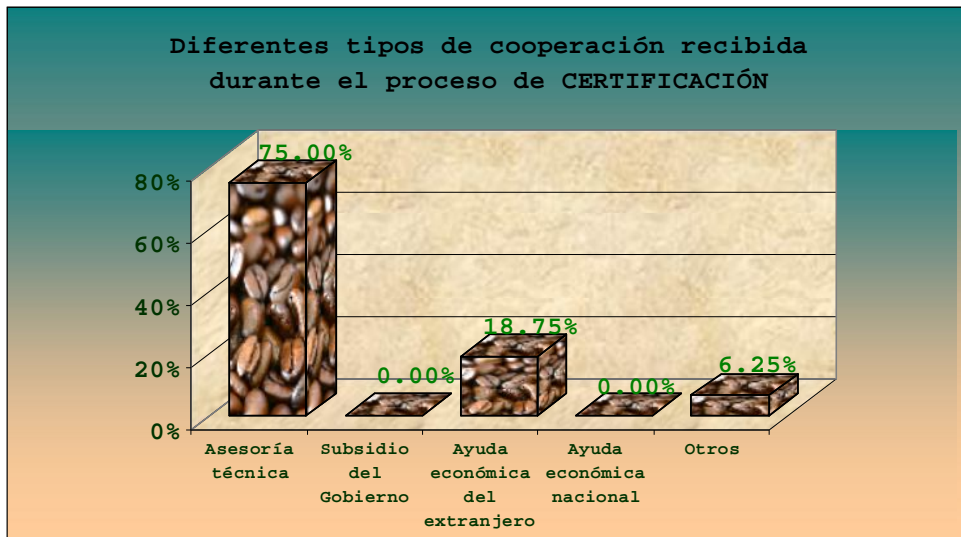 Diferentes tipos de cooperación recibida
durante el proceso de CERTIFICACIÓN
75.00%
80%
60%
40%
18.75%
20%
0.00%
0.00%
6.25%
0%
Asesoría
técnica
Subsidio
del
Gobierno
Ayuda
económica
del
extranjero
Ayuda
económica
nacional
Otros